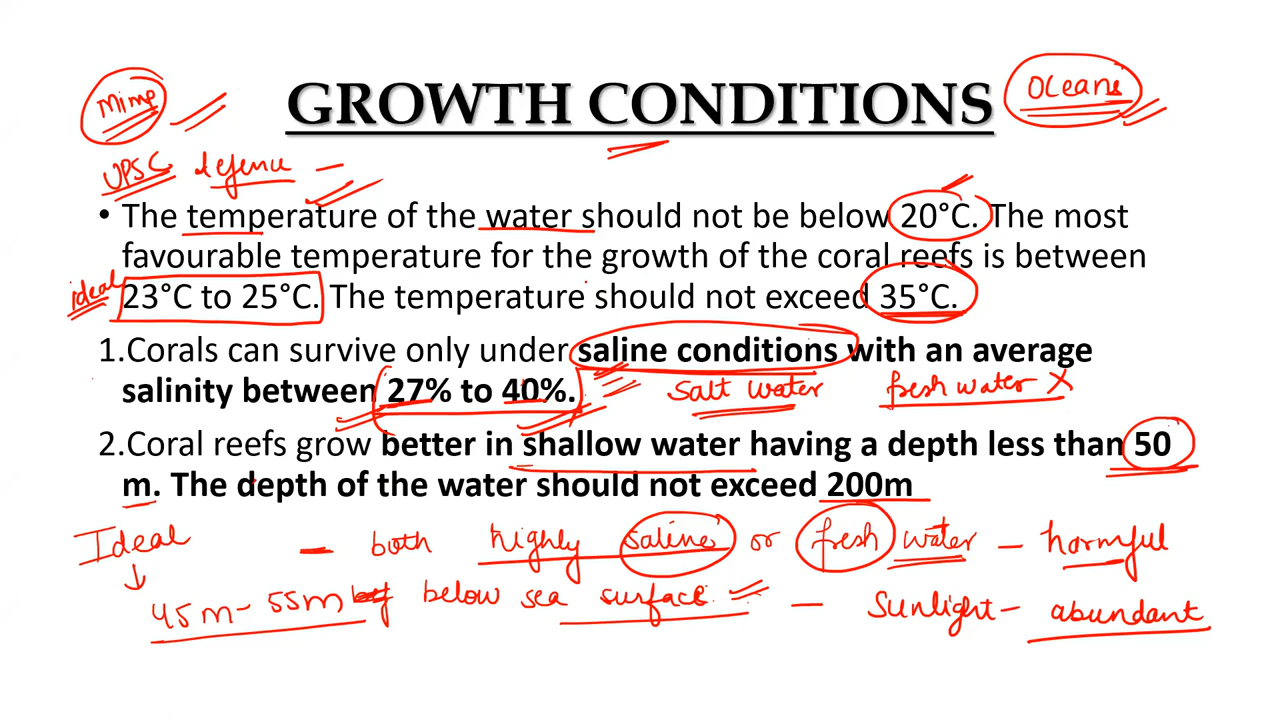 Mimp
GROWTH CONDITIONS
Oceans
UPSC defence –
• The temperature of the water should not be below 20°C. The most
favourable temperature for the growth of the coral reefs is between
ideal 23°C to 25°C. The temperature should not exceed 35°C.
1.Corals can survive only under saline conditions with an average
salinity between 27% to 40%. salt water fresh water X
2.Coral reefs grow better in shallow water having a depth less than 50
m. The depth of the water should not exceed 200m
Ideal – both highly saline or fresh water – harmful
45m - 55m below sea surface – Sunlight – abundant